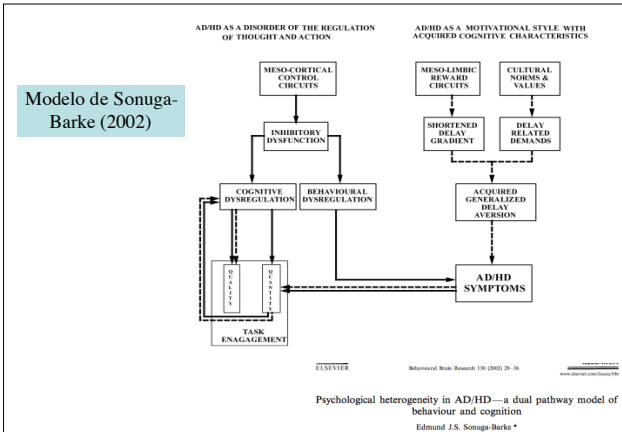 AD/HD AS A DISORDER OF THE REGULATION
OF THOUGHT AND ACTION
AD/HD AS A MOTIVATIONAL STYLE WITH
ACQUIRED COGNITIVE CHARACTERISTICS
Modelo de Sonuga-
Barke (2002)
MESO-CORTICAL
CONTROL
CIRCUITS
MESO-LIMBIC
REWARD
CIRCUITS
CULTURAL
NORMS &
VALUES
INHIBITORY
DYSFUNCTION
SHORTENED
DELAY
GRADIENT
DELAY
RELATED
DEMANDS
COGNITIVE
DYSREGULATION
BEHAVIOURAL
DYSREGULATION
ACQUIRED
GENERALIZED
DELAY
AVERSION
QUALITY
QUANTITY
TASK
ENAGAGEMENT
AD/HD
SYMPTOMS
ELSEVIER
Behavioural Brain Research 130 (2002) 29–36
Psychological heterogeneity in AD/HD—a dual pathway model of
behaviour and cognition
Edmund J.S. Sonuga-Barke *